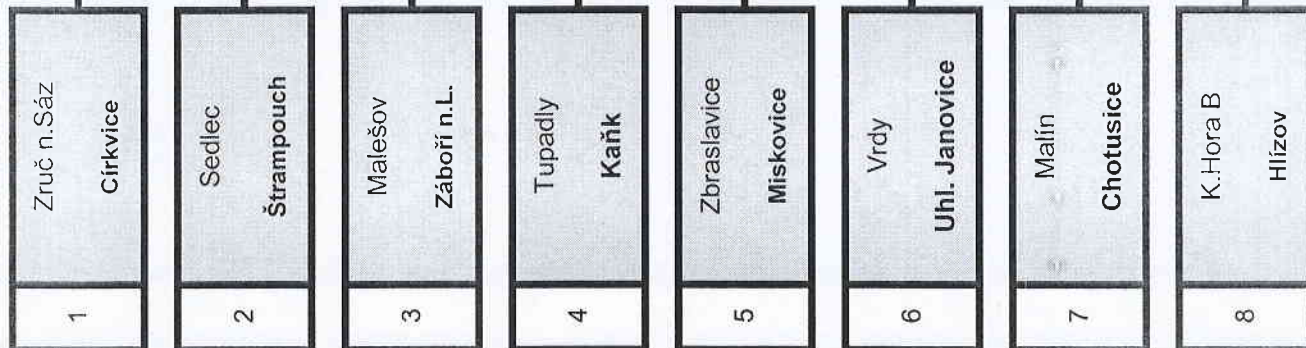 1
Zruč n.Sáz
Církvice
2
Sedlec
Štrampouch
3
Malešov
Záboří n.L.
4
Tupadly
Kaňk
5
Zbraslavice
Miskovice
6
Vrdy
Uhl. Janovice
7
Malín
Chotusice
8
K.Hora B
Hlízov